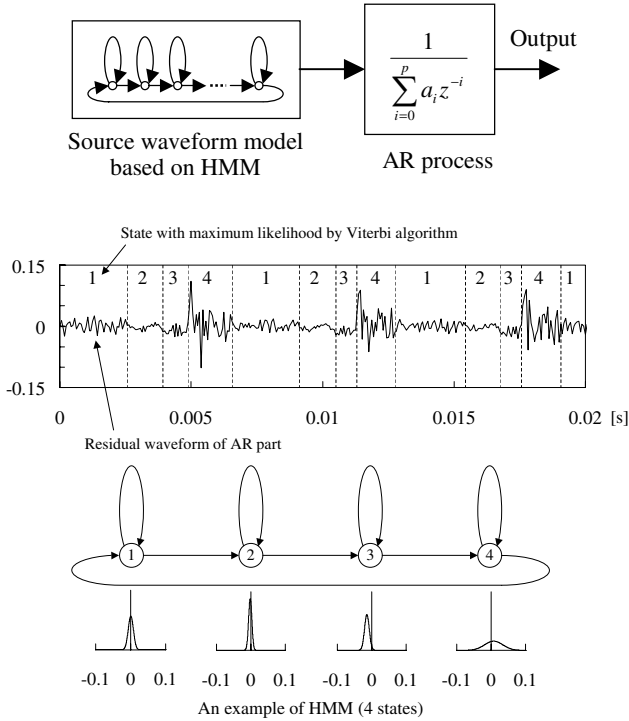 Output
1
p
∑ a_i z^{-i}
i=0
Source waveform model
based on HMM
AR process
State with maximum likelihood by Viterbi algorithm
0.15
1 2 3 4 1 2 3 4 1 2 3 4 1
0
-0.15
0 0.005 0.01 0.015 0.02 [s]
Residual waveform of AR part
1 2 3 4
-0.1 0 0.1 -0.1 0 0.1 -0.1 0 0.1 -0.1 0 0.1
An example of HMM (4 states)